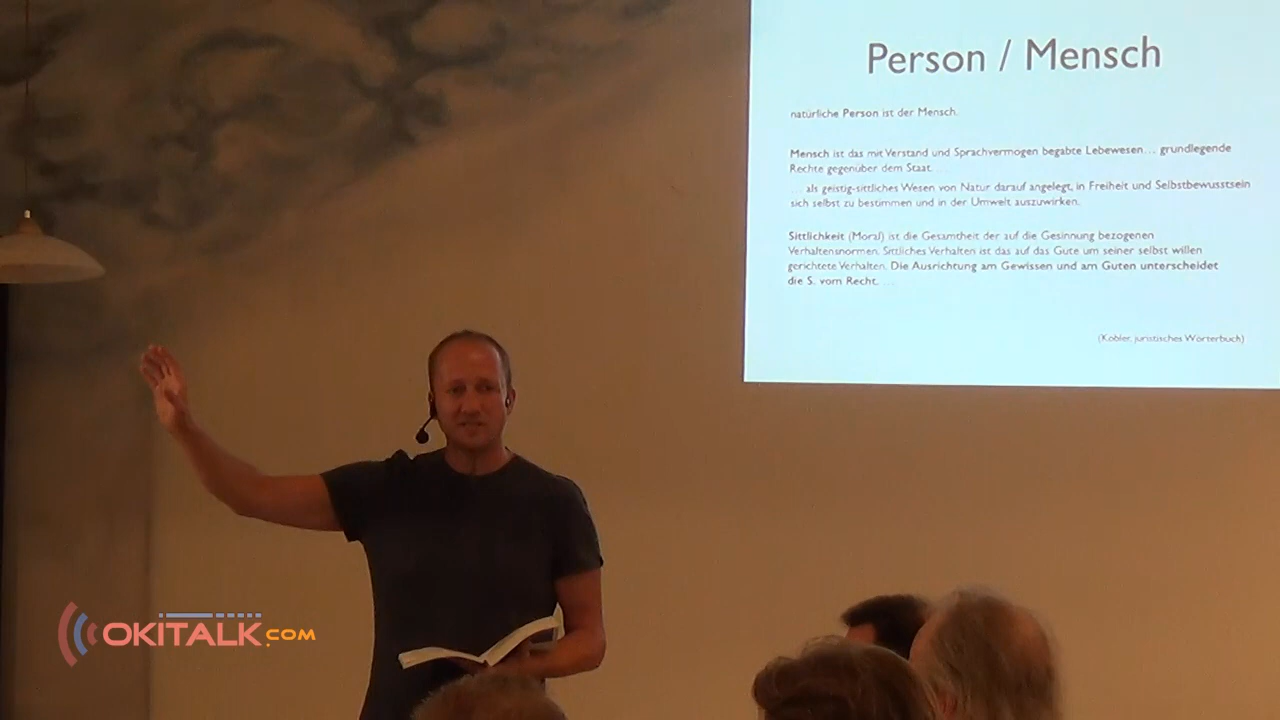 Person / Mensch
natürliche Person ist der Mensch.
Mensch ist das mit Verstand und Sprachvermögen begabte Lebewesen… grundlegende
Rechte gegenüber dem Staat.
… als geistig-sittliches Wesen von Natur darauf angelegt, in Freiheit und Selbstbewusstsein
sich selbst zu bestimmen und in der Umwelt auszuwirken.
Sittlichkeit (Moral) ist die Gesamtheit der auf die Gesinnung bezogenen
Verhaltensnormen. Sittliches Verhalten ist das auf das Gute um seiner selbst willen
gerichtete Verhalten. Die Ausrichtung am Gewissen und am Guten unterscheidet
die S. vom Recht. …
(Köbler, juristisches Wörterbuch)
OKITALK.COM